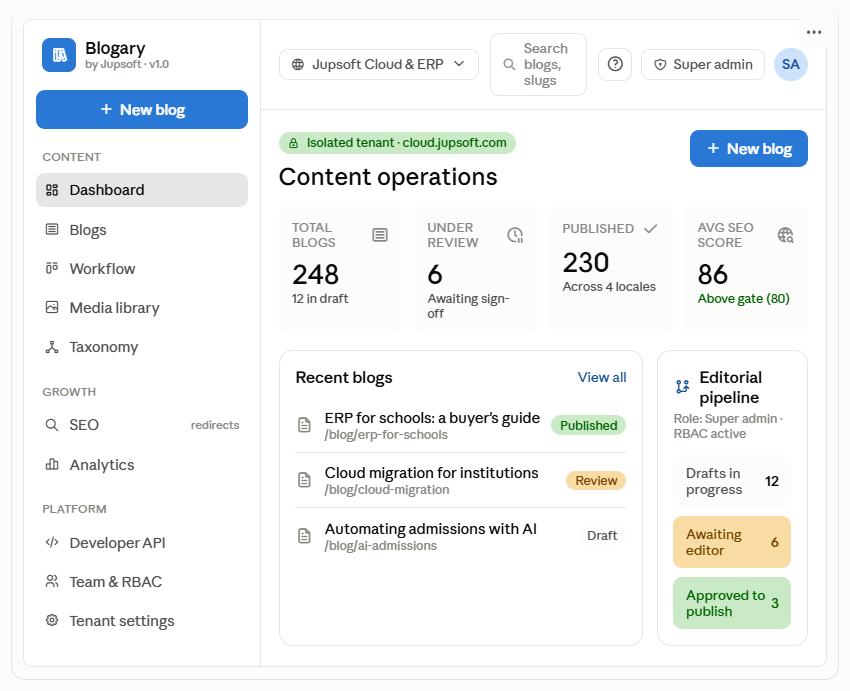 Blogary
by Jupsoft · v1.0
+ New blog
CONTENT
Dashboard
Blogs
Workflow
Media library
Taxonomy
GROWTH
SEO redirects
Analytics
PLATFORM
Developer API
Team & RBAC
Tenant settings
Jupsoft Cloud & ERP
Search
blogs,
slugs
Super admin
SA
Isolated tenant · cloud.jupsoft.com
Content operations
+ New blog
TOTAL
BLOGS
248
12 in draft
UNDER
REVIEW
6
Awaiting sign-
off
PUBLISHED
230
Across 4 locales
AVG SEO
SCORE
86
Above gate (80)
Recent blogs
View all
ERP for schools: a buyer's guide
/blog/erp-for-schools
Published
Cloud migration for institutions
/blog/cloud-migration
Review
Automating admissions with AI
/blog/ai-admissions
Draft
Editorial
pipeline
Role: Super admin ·
RBAC active
Drafts in
progress
12
Awaiting
editor
6
Approved to
publish
3